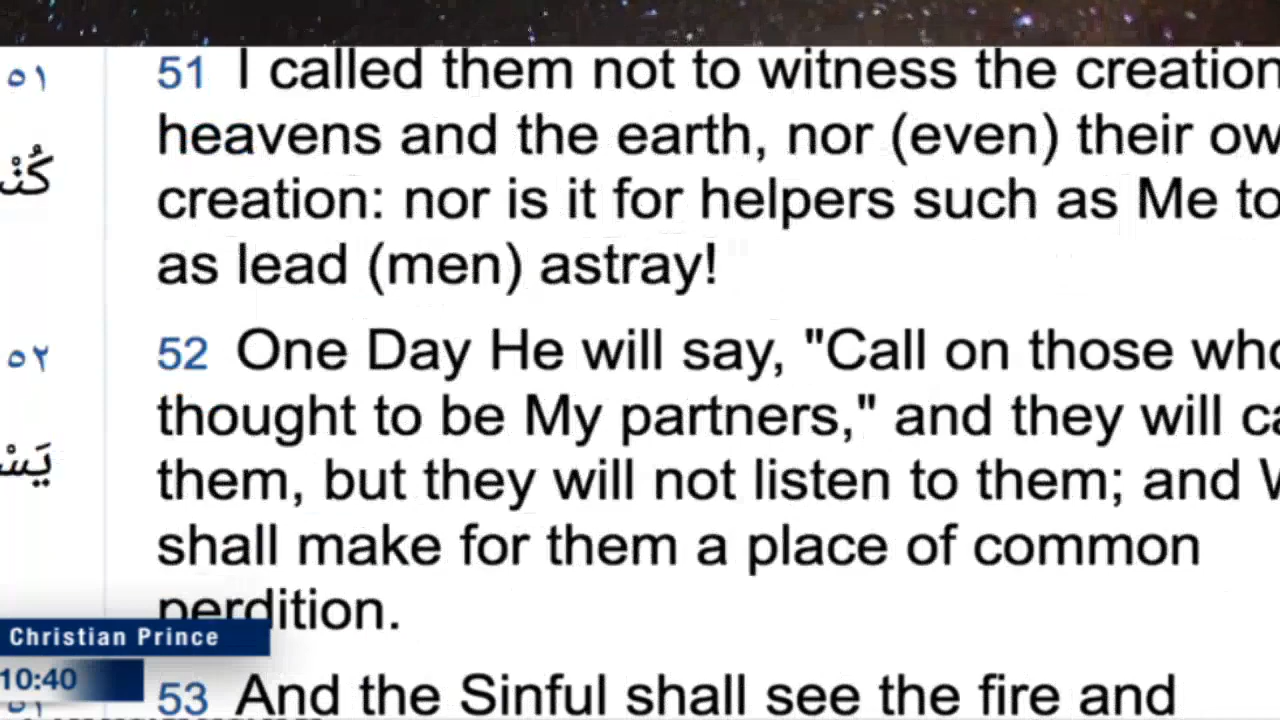 ٥١
51 I called them not to witness the creation
heavens and the earth, nor (even) their ow
كُنْ
creation: nor is it for helpers such as Me to
as lead (men) astray!
٥٢
52 One Day He will say, "Call on those who
thought to be My partners," and they will ca
يَسْ
them, but they will not listen to them; and W
shall make for them a place of common
perdition.
Christian Prince
10:40
53 And the Sinful shall see the fire and